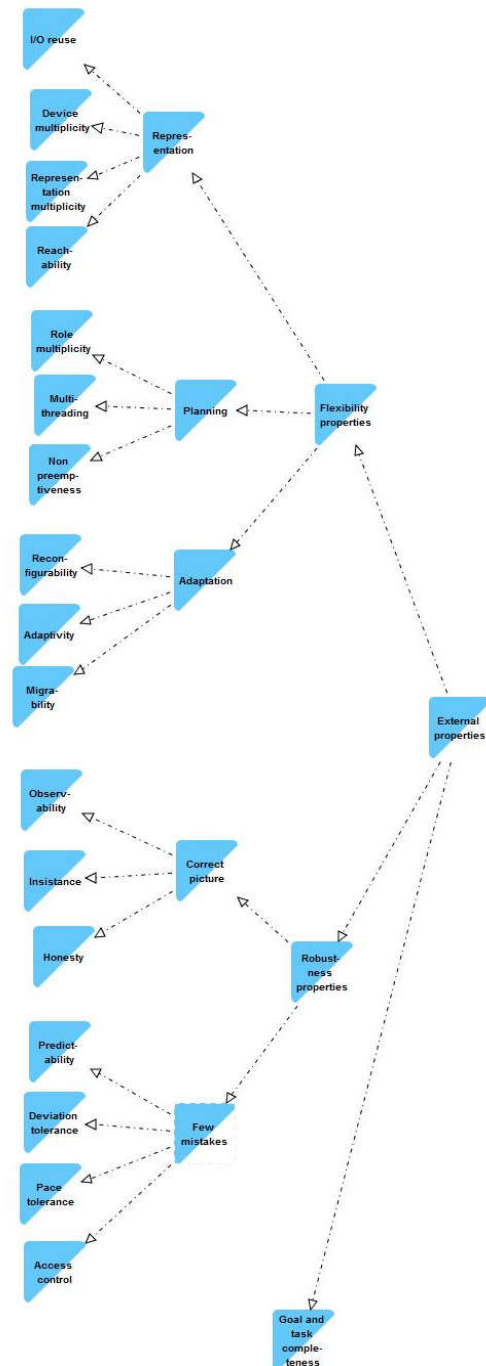 I/O reuse
Device
multiplicity
Repres-
entation
Represen-
tation
multiplicity
Reach-
ability
Role
multiplicity
Multi-
threading
Planning
Flexibility
properties
Non
preemp-
tiveness
Recon-
figurability
Adaptation
Adaptivity
Migra-
bility
External
properties
Observ-
ability
Correct
picture
Insistance
Honesty
Robust-
ness
properties
Predict-
ability
Deviation
tolerance
Few
mistakes
Pace
tolerance
Access
control
Goal and
task
comple-
teness